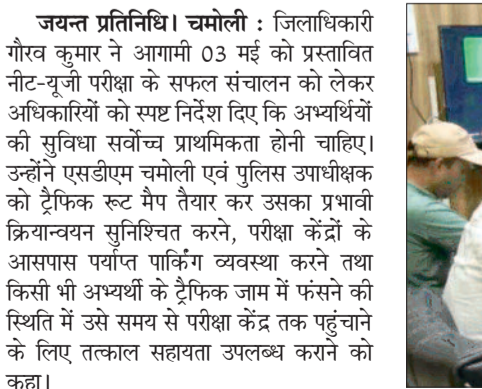 जयन्त प्रतिनिधि। चमोली : जिलाधिकारी
गौरव कुमार ने आगामी 03 मई को प्रस्तावित
नीट-यूजी परीक्षा के सफल संचालन को लेकर
अधिकारियों को स्पष्ट निर्देश दिए कि अभ्यर्थियों
की सुविधा सर्वोच्च प्राथमिकता होनी चाहिए।
उन्होंने एसडीएम चमोली एवं पुलिस उपाधीक्षक
को ट्रैफिक रूट मैप तैयार कर उसका प्रभावी
क्रियान्वयन सुनिश्चित करने, परीक्षा केंद्रों के
आसपास पर्याप्त पार्किंग व्यवस्था करने तथा
किसी भी अभ्यर्थी के ट्रैफिक जाम में फंसने की
स्थिति में उसे समय से परीक्षा केंद्र तक पहुंचाने
के लिए तत्काल सहायता उपलब्ध कराने को
कहा।